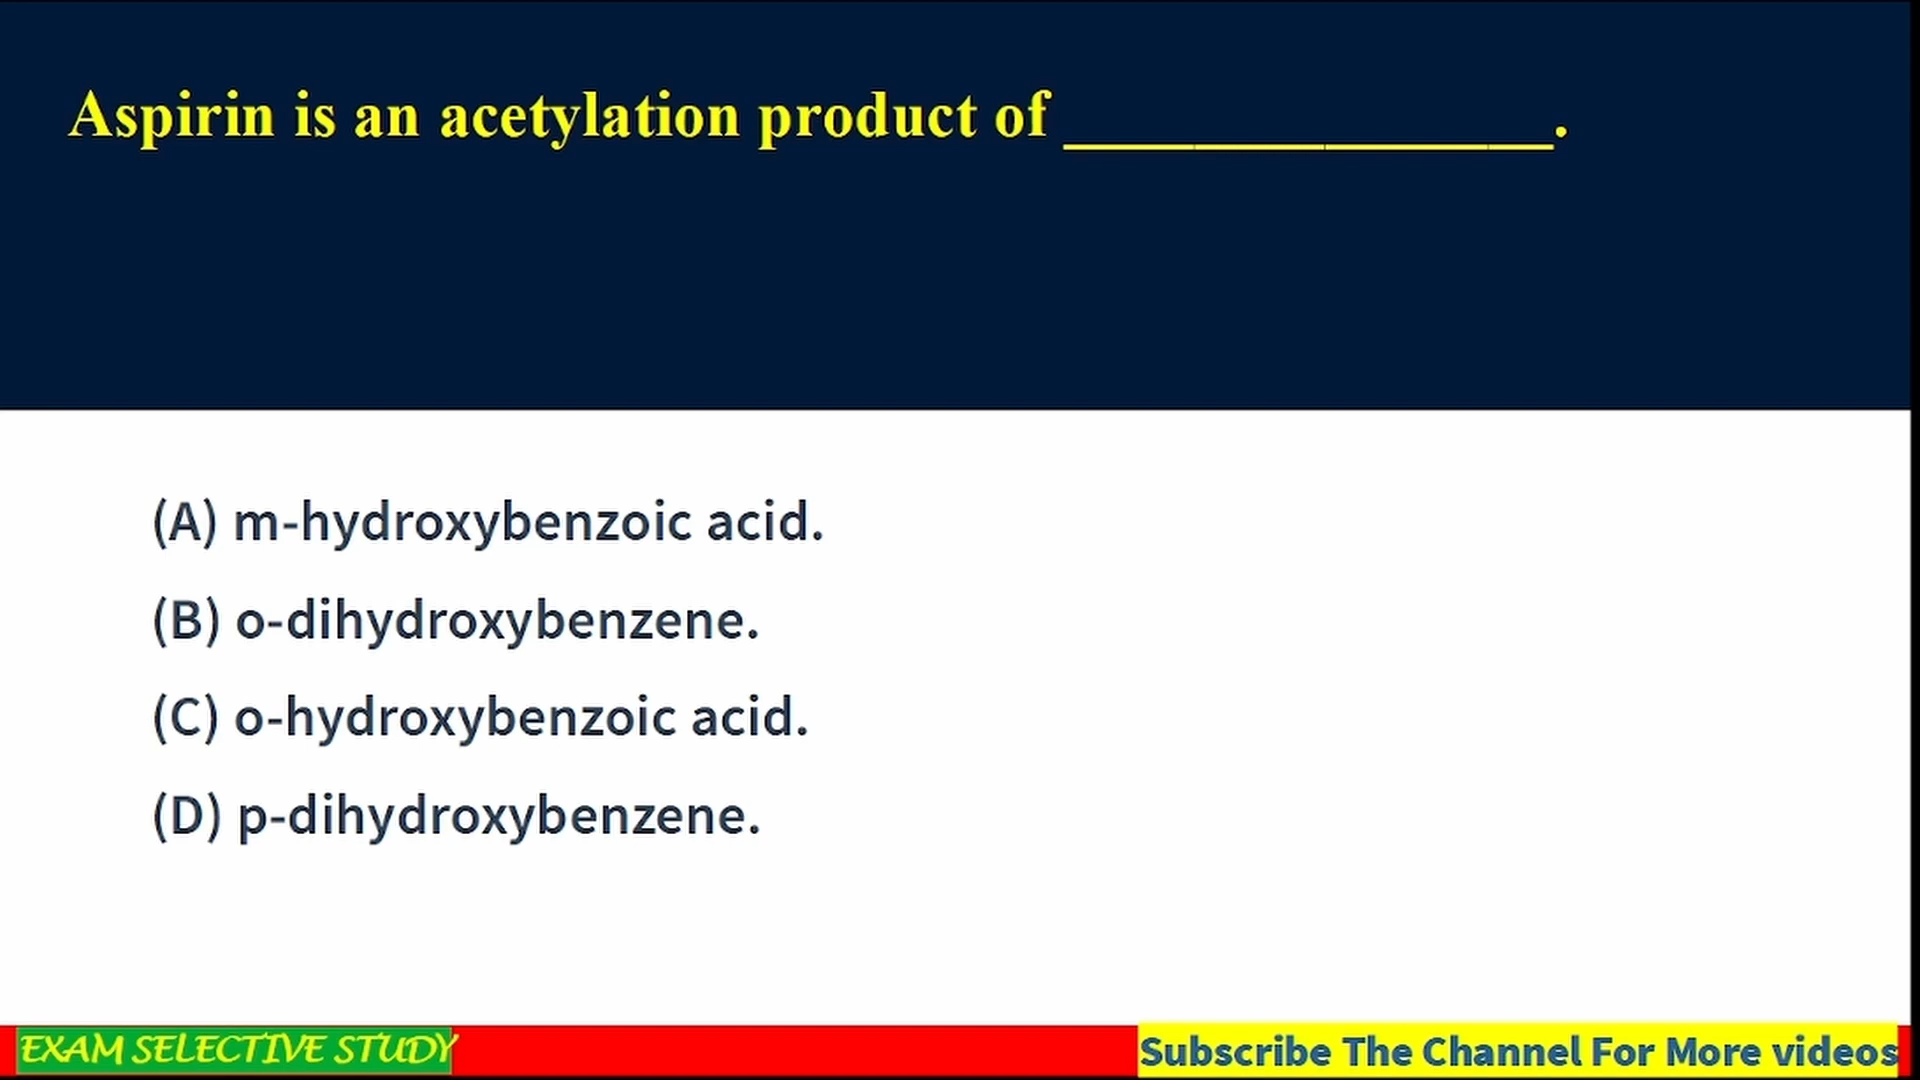 Aspirin is an acetylation product of _______________.
(A) m-hydroxybenzoic acid.
(B) o-dihydroxybenzene.
(C) o-hydroxybenzoic acid.
(D) p-dihydroxybenzene.
EXAM SELECTIVE STUDY
Subscribe The Channel For More videos